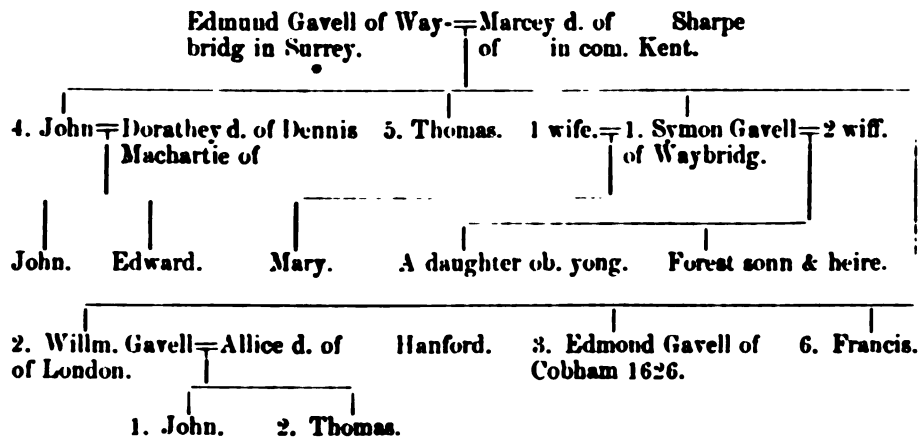 Edmund Gavell of Way- Marcey d. of Sharpe
bridg in Surrey. of in com. Kent.
4. John Dorathey d. of Dennis 5. Thomas. 1 wife. 1. Symon Gavell 2 wiff.
Machartie of of Waybridg.
John. Edward. Mary. A daughter ob. yong. Forest sonn & heire.
2. Willm. Gavell Allice d. of Hanford. 3. Edmond Gavell of 6. Francis.
of London. Cobham 1626.
1. John. 2. Thomas.